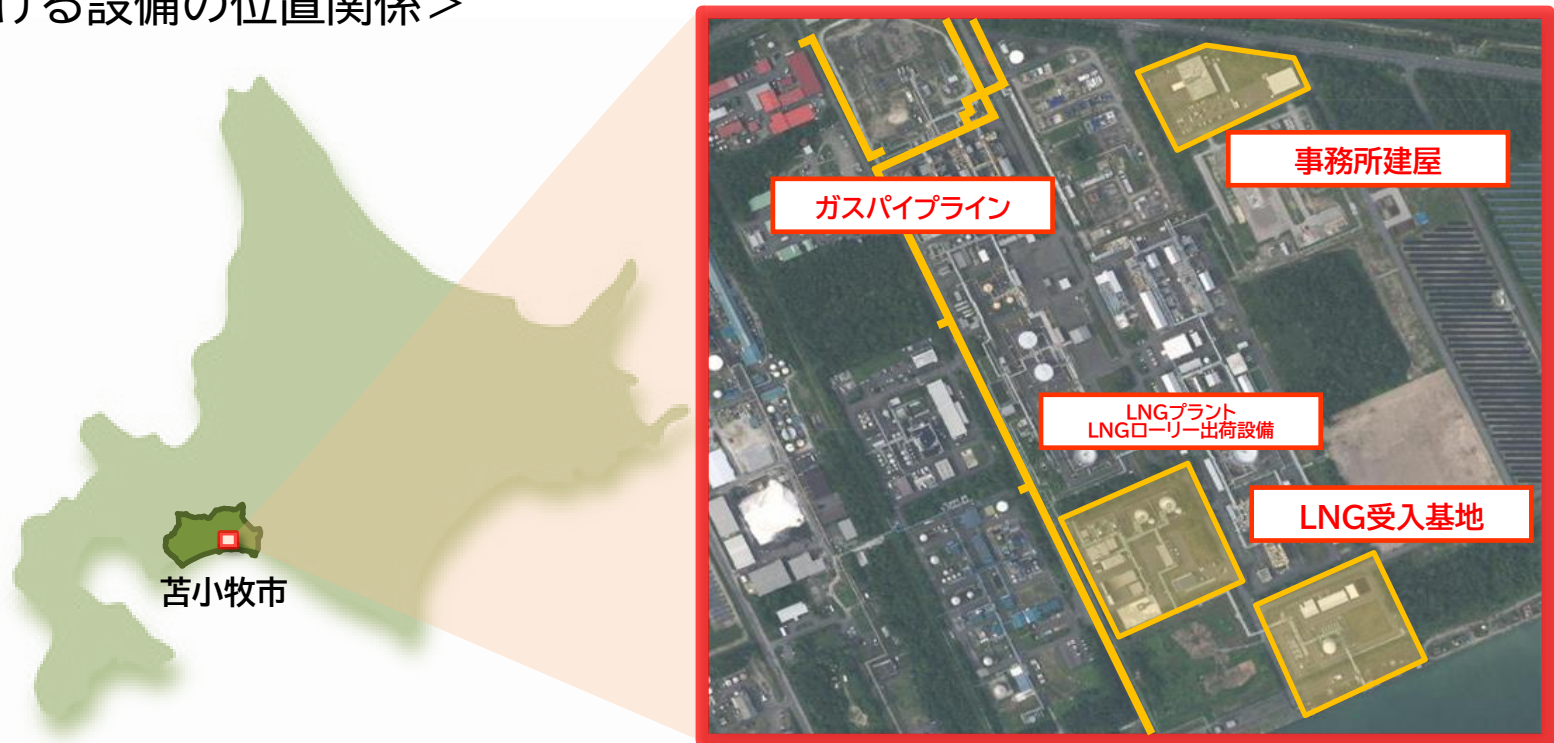 ける設備の位置関係＞
事務所建屋
ガスパイプライン
LNGプラント
LNGローリー出荷設備
LNG受入基地
苫小牧市